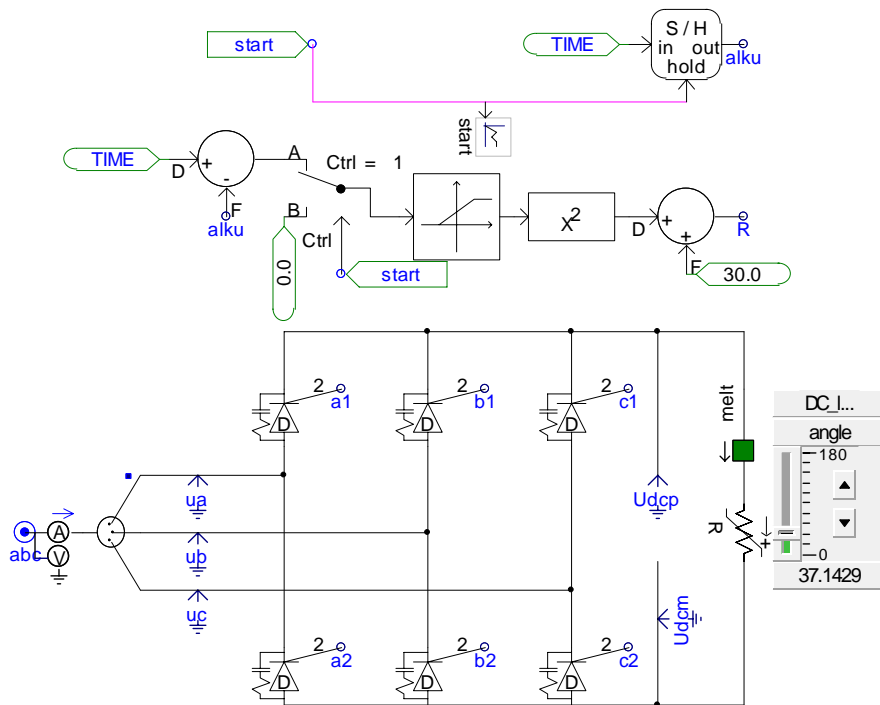 start
TIME
S / H
in out
hold
alku
TIME
D
+
-
F
alku
A
Ctrl = 1
B
Ctrl
0.0
start
X²
D
+
+
F
R
30.0
2
a1
D
2
b1
D
2
c1
D
start
melt
DC_I...
angle
180
0
37.1429
abc
A
V
ua
ub
uc
Udcp
Udcm
R
+
2
a2
D
2
b2
D
2
c2
D